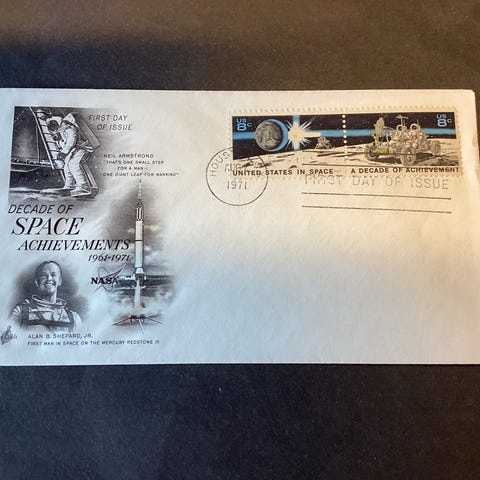 FIRST DAY
OF ISSUE
NEIL ARMSTRONG
"THAT'S ONE SMALL STEP
FOR A MAN-
ONE GIANT LEAP FOR MANKIND"
DECADE OF
SPACE
ACHIEVEMENTS
1961-1971
NASA
ALAN B. SHEPARD, JR.
FIRST MAN IN SPACE ON THE MERCURY REDSTONE III
US
8c
US
8c
UNITED STATES IN SPACE... A DECADE OF ACHIEVEMENT
1971
FIRST DAY OF ISSUE